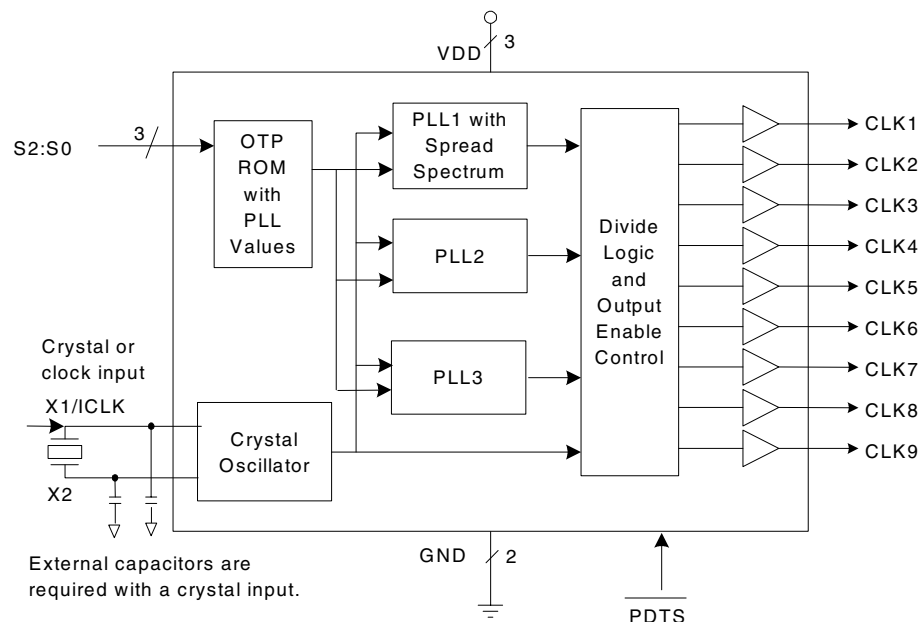 VDD
3
S2:S0
3
OTP
ROM
with
PLL
Values
PLL1 with
Spread
Spectrum
PLL2
PLL3
Divide
Logic
and
Output
Enable
Control
CLK1
CLK2
CLK3
CLK4
CLK5
CLK6
CLK7
CLK8
CLK9
Crystal or
clock input
X1/ICLK
X2
Crystal
Oscillator
External capacitors are
required with a crystal input.
GND
2
PDTS